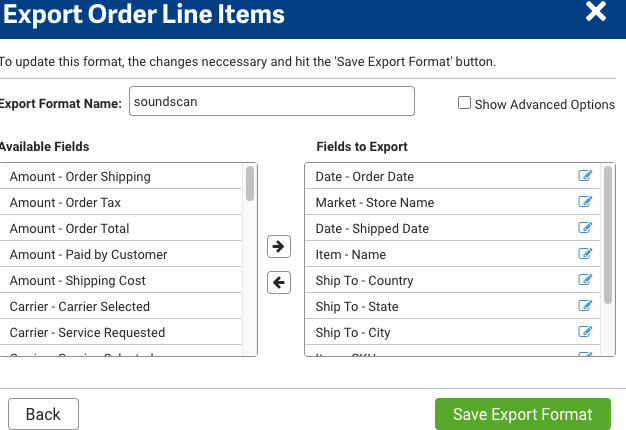 Export Order Line Items
To update this format, the changes neccessary and hit the 'Save Export Format' button.
Export Format Name: soundscan
Show Advanced Options
Available Fields
Fields to Export
Amount - Order Shipping
Amount - Order Tax
Amount - Order Total
Amount - Paid by Customer
Amount - Shipping Cost
Carrier - Carrier Selected
Carrier - Service Requested
Date - Order Date
Market - Store Name
Date - Shipped Date
Item - Name
Ship To - Country
Ship To - State
Ship To - City
Back
Save Export Format